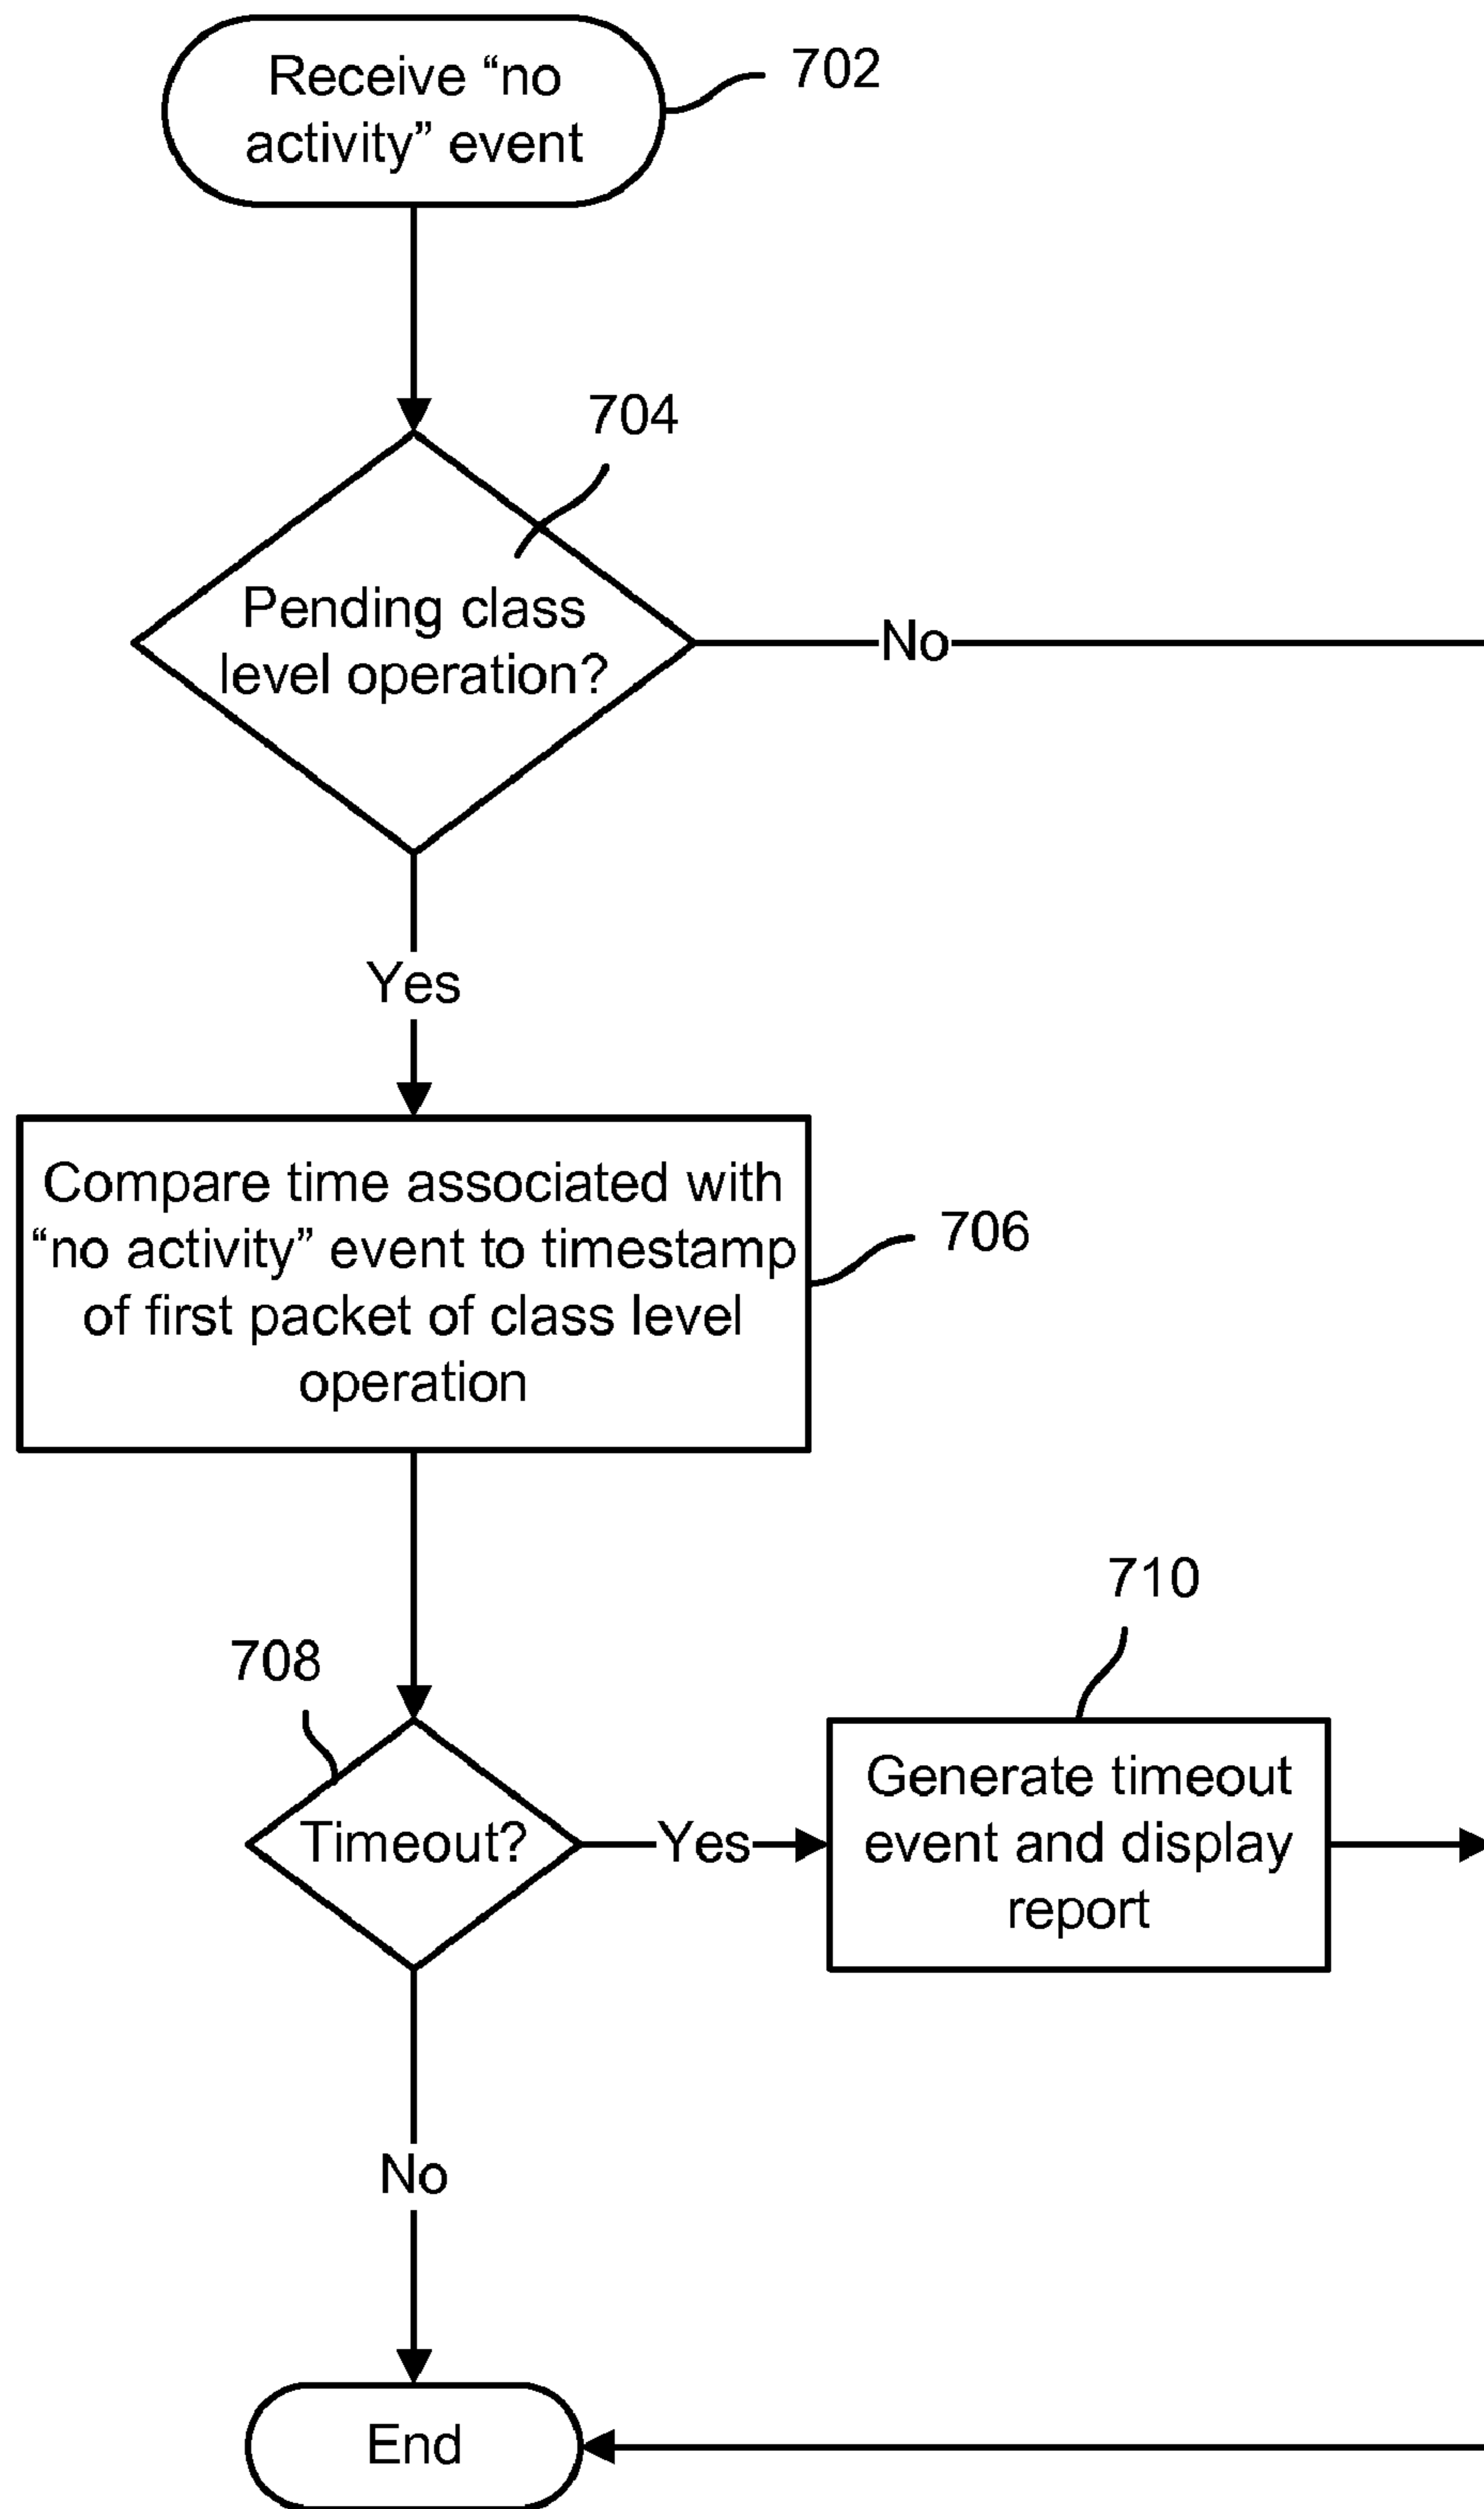 Receive “no
activity” event
702
704
Pending class
level operation?
No
Yes
Compare time associated with
“no activity” event to timestamp
of first packet of class level
operation
706
710
708
Timeout?
Yes
Generate timeout
event and display
report
No
End